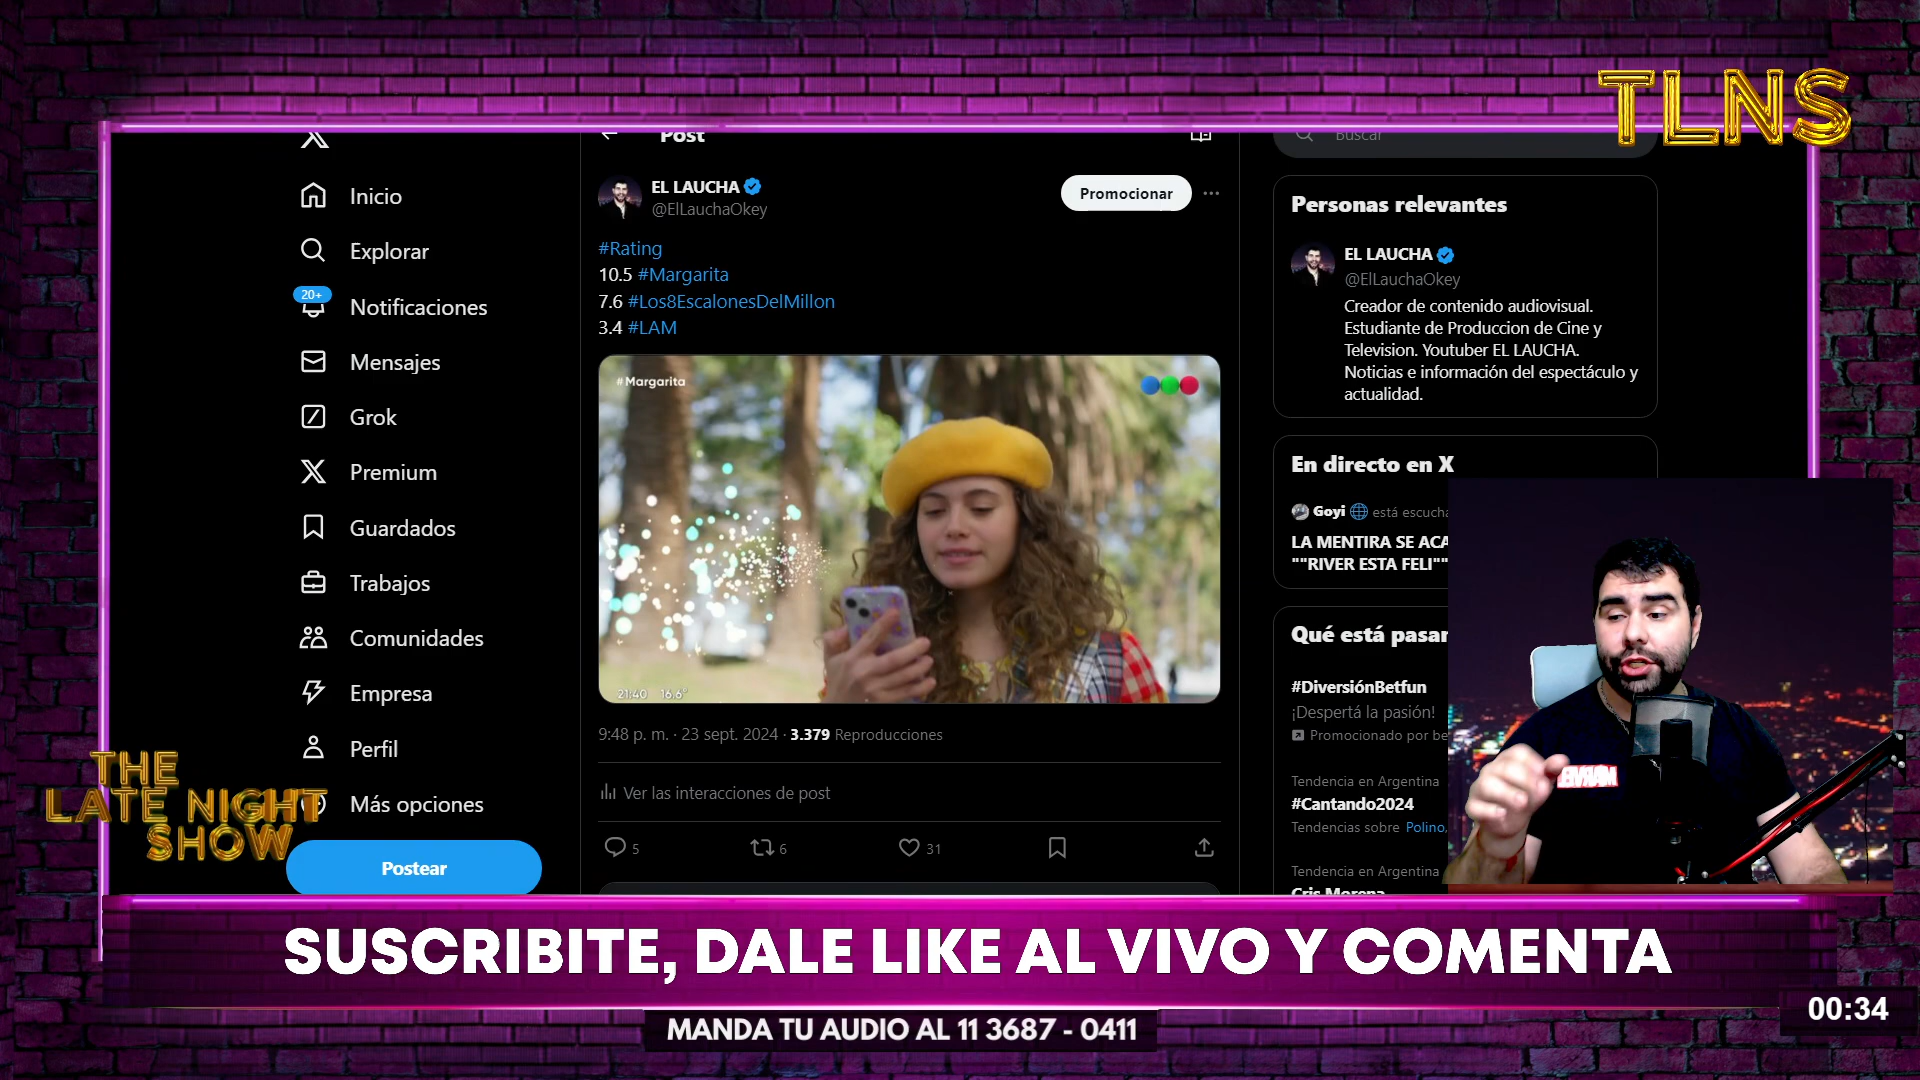 TLNS
Post
Buscar
Inicio
Explorar
20+
Notificaciones
Mensajes
Grok
Premium
Guardados
Trabajos
Comunidades
Empresa
Perfil
Más opciones
Postear
EL LAUCHA
@ElLauchaOkey
Promocionar
#Rating
10.5 #Margarita
7.6 #Los8EscalonesDelMillon
3.4 #LAM
#Margarita
21:40 16.6°
9:48 p. m. · 23 sept. 2024 · 3.379 Reproducciones
Ver las interacciones de post
5
6
31
Personas relevantes
EL LAUCHA
@ElLauchaOkey
Creador de contenido audiovisual.
Estudiante de Produccion de Cine y
Television. Youtuber EL LAUCHA.
Noticias e información del espectáculo y
actualidad.
En directo en X
Goyi está escucha
LA MENTIRA SE ACA
""RIVER ESTA FELI""
Qué está pasar
#DiversiónBetfun
¡Despertá la pasión!
Promocionado por be
Tendencia en Argentina
#Cantando2024
Tendencias sobre Polino,
Tendencia en Argentina
Cris Morena
THE
LATE NIGHT
SHOW
SUSCRIBITE, DALE LIKE AL VIVO Y COMENTA
00:34
MANDA TU AUDIO AL 11 3687 - 0411